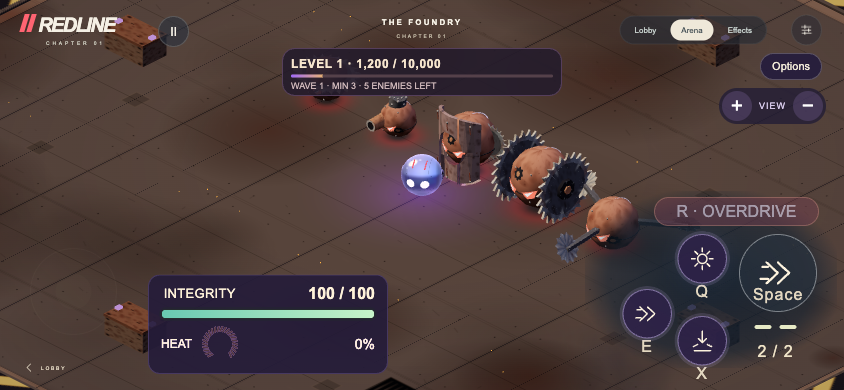 REDLINE
CHAPTER 01
THE FOUNDRY
CHAPTER 01
Lobby Arena Effects
LEVEL 1 · 1,200 / 10,000
WAVE 1 · MIN 3 · 5 ENEMIES LEFT
Options
+ VIEW −
R · OVERDRIVE
Q
Space
E
X
2 / 2
INTEGRITY 100 / 100
HEAT 0%
LOBBY